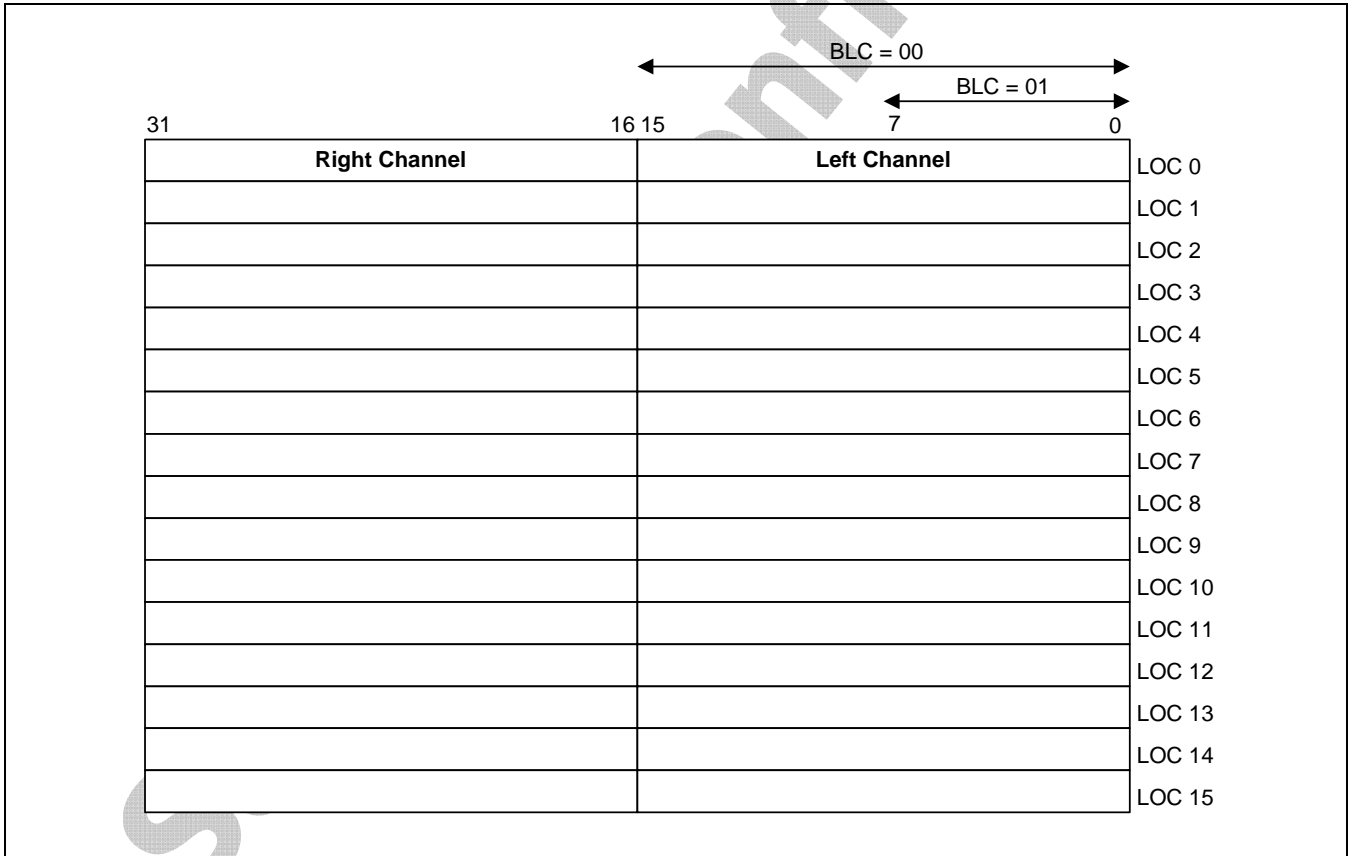 BLC = 00
BLC = 01
31 16 15 7 0
Right Channel Left Channel LOC 0
LOC 1
LOC 2
LOC 3
LOC 4
LOC 5
LOC 6
LOC 7
LOC 8
LOC 9
LOC 10
LOC 11
LOC 12
LOC 13
LOC 14
LOC 15